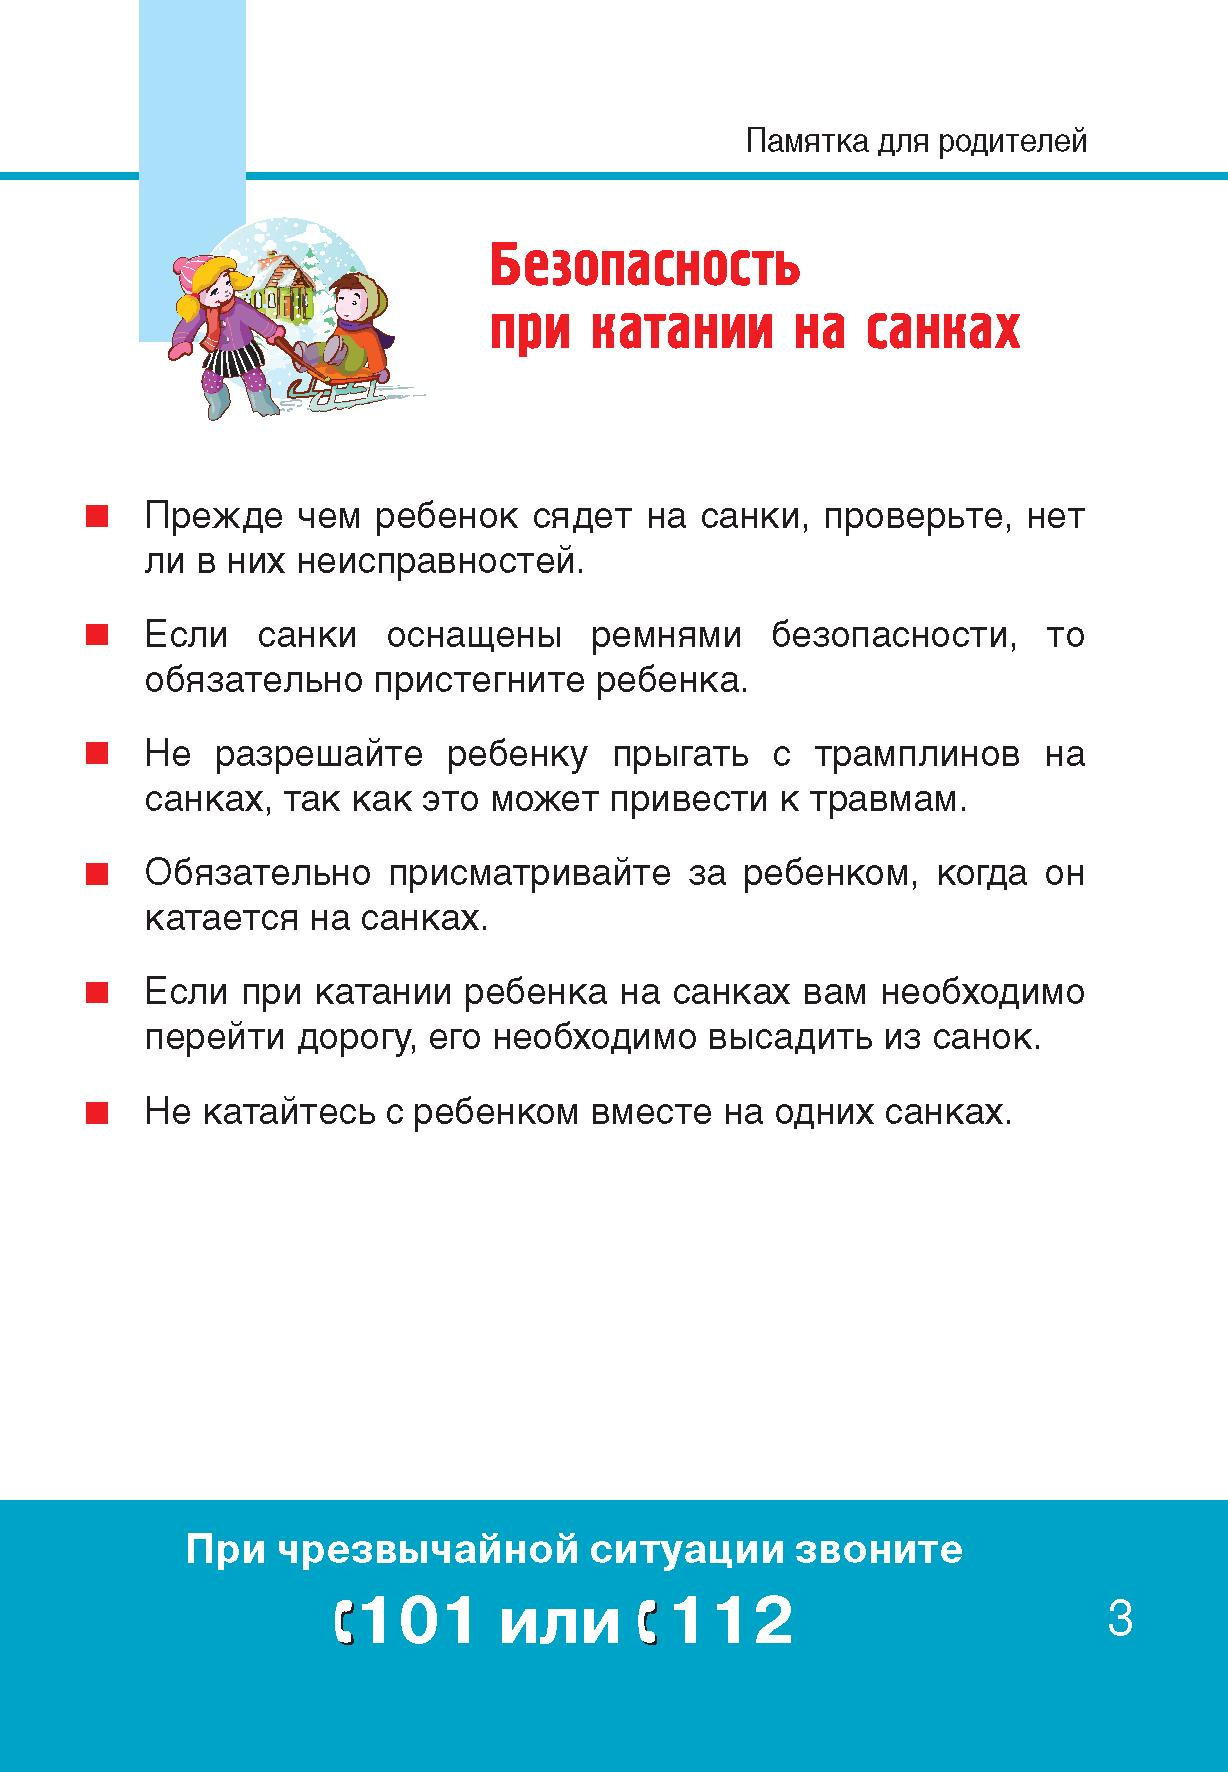 Памятка для родителей
Безопасность
при катании на санках
Прежде чем ребенок сядет на санки, проверьте, нет
ли в них неисправностей.
Если санки оснащены ремнями безопасности, то
обязательно пристегните ребенка.
Не разрешайте ребенку прыгать с трамплинов на
санках, так как это может привести к травмам.
Обязательно присматривайте за ребенком, когда он
катается на санках.
Если при катании ребенка на санках вам необходимо
перейти дорогу, его необходимо высадить из санок.
Не катайтесь с ребенком вместе на одних санках.
При чрезвычайной ситуации звоните
101 или 112
3